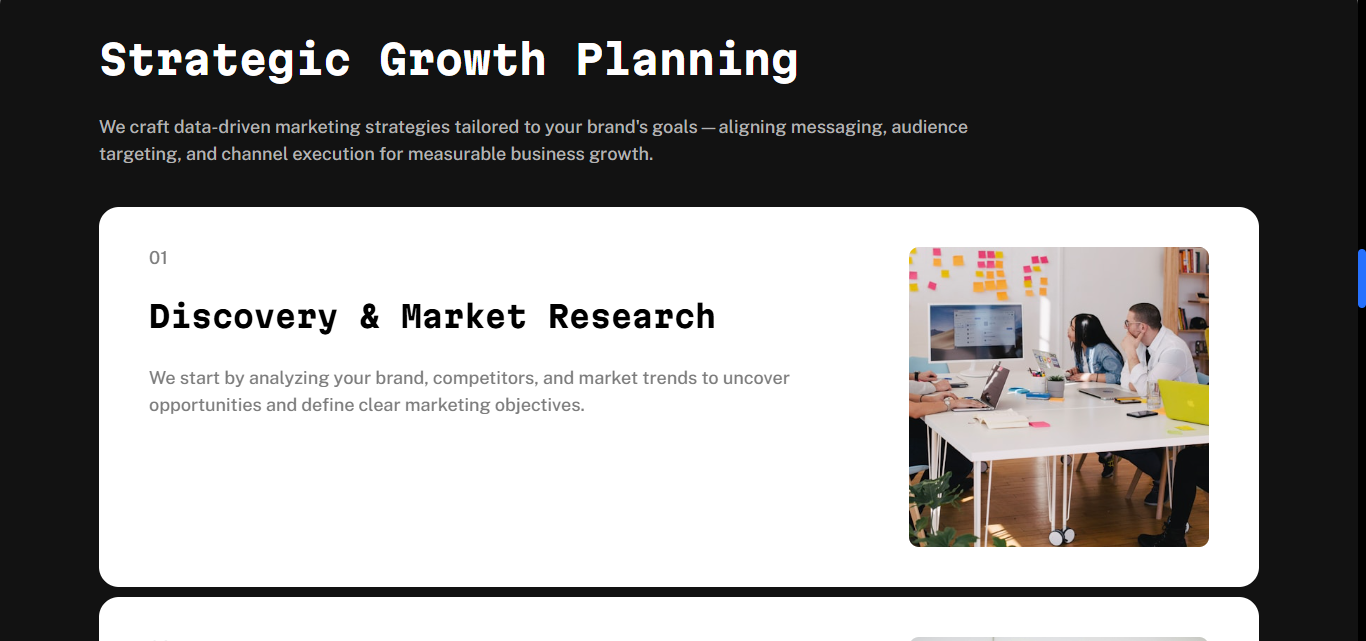 Strategic Growth Planning
We craft data-driven marketing strategies tailored to your brand's goals — aligning messaging, audience
targeting, and channel execution for measurable business growth.
01
Discovery & Market Research
We start by analyzing your brand, competitors, and market trends to uncover
opportunities and define clear marketing objectives.